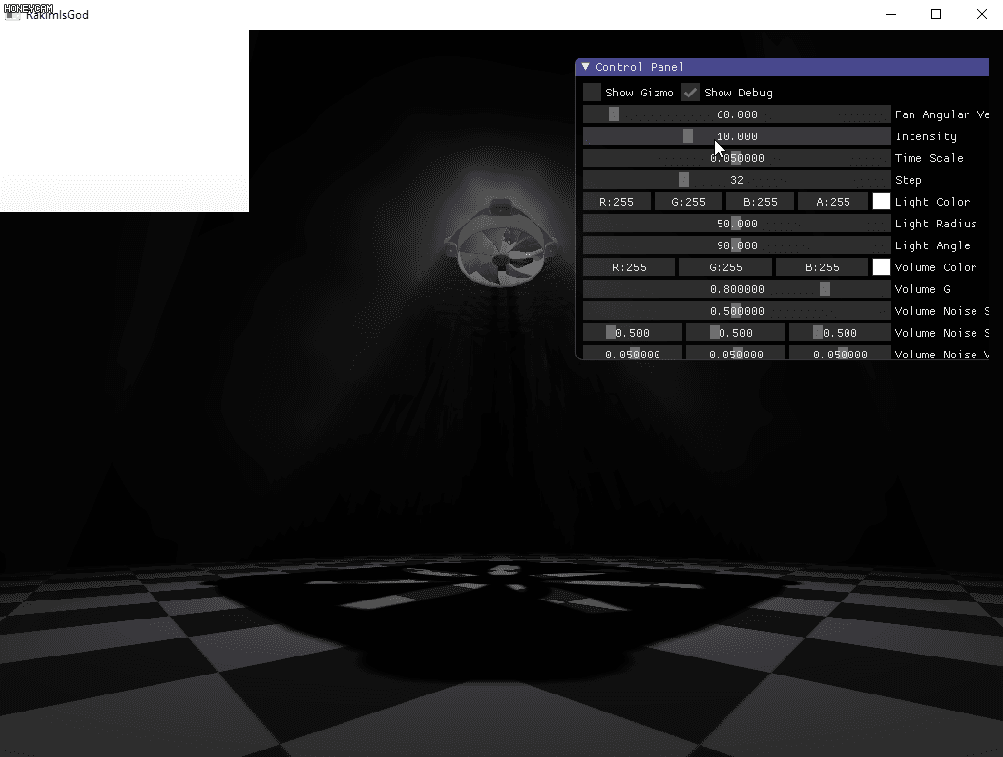 HONEYCAM
RakimIsGod
Control Panel
Show Gizmo Show Debug
60.000 Fan Angular Ve
10.000 Intensity
0.050000 Time Scale
32 Step
R:255 G:255 B:255 A:255 Light Color
50.000 Light Radius
90.000 Light Angle
R:255 G:255 B:255 Volume Color
0.800000 Volume G
0.500000 Volume Noise S
0.500 0.500 0.500 Volume Noise S
0.050000 0.050000 0.050000 Volume Noise V